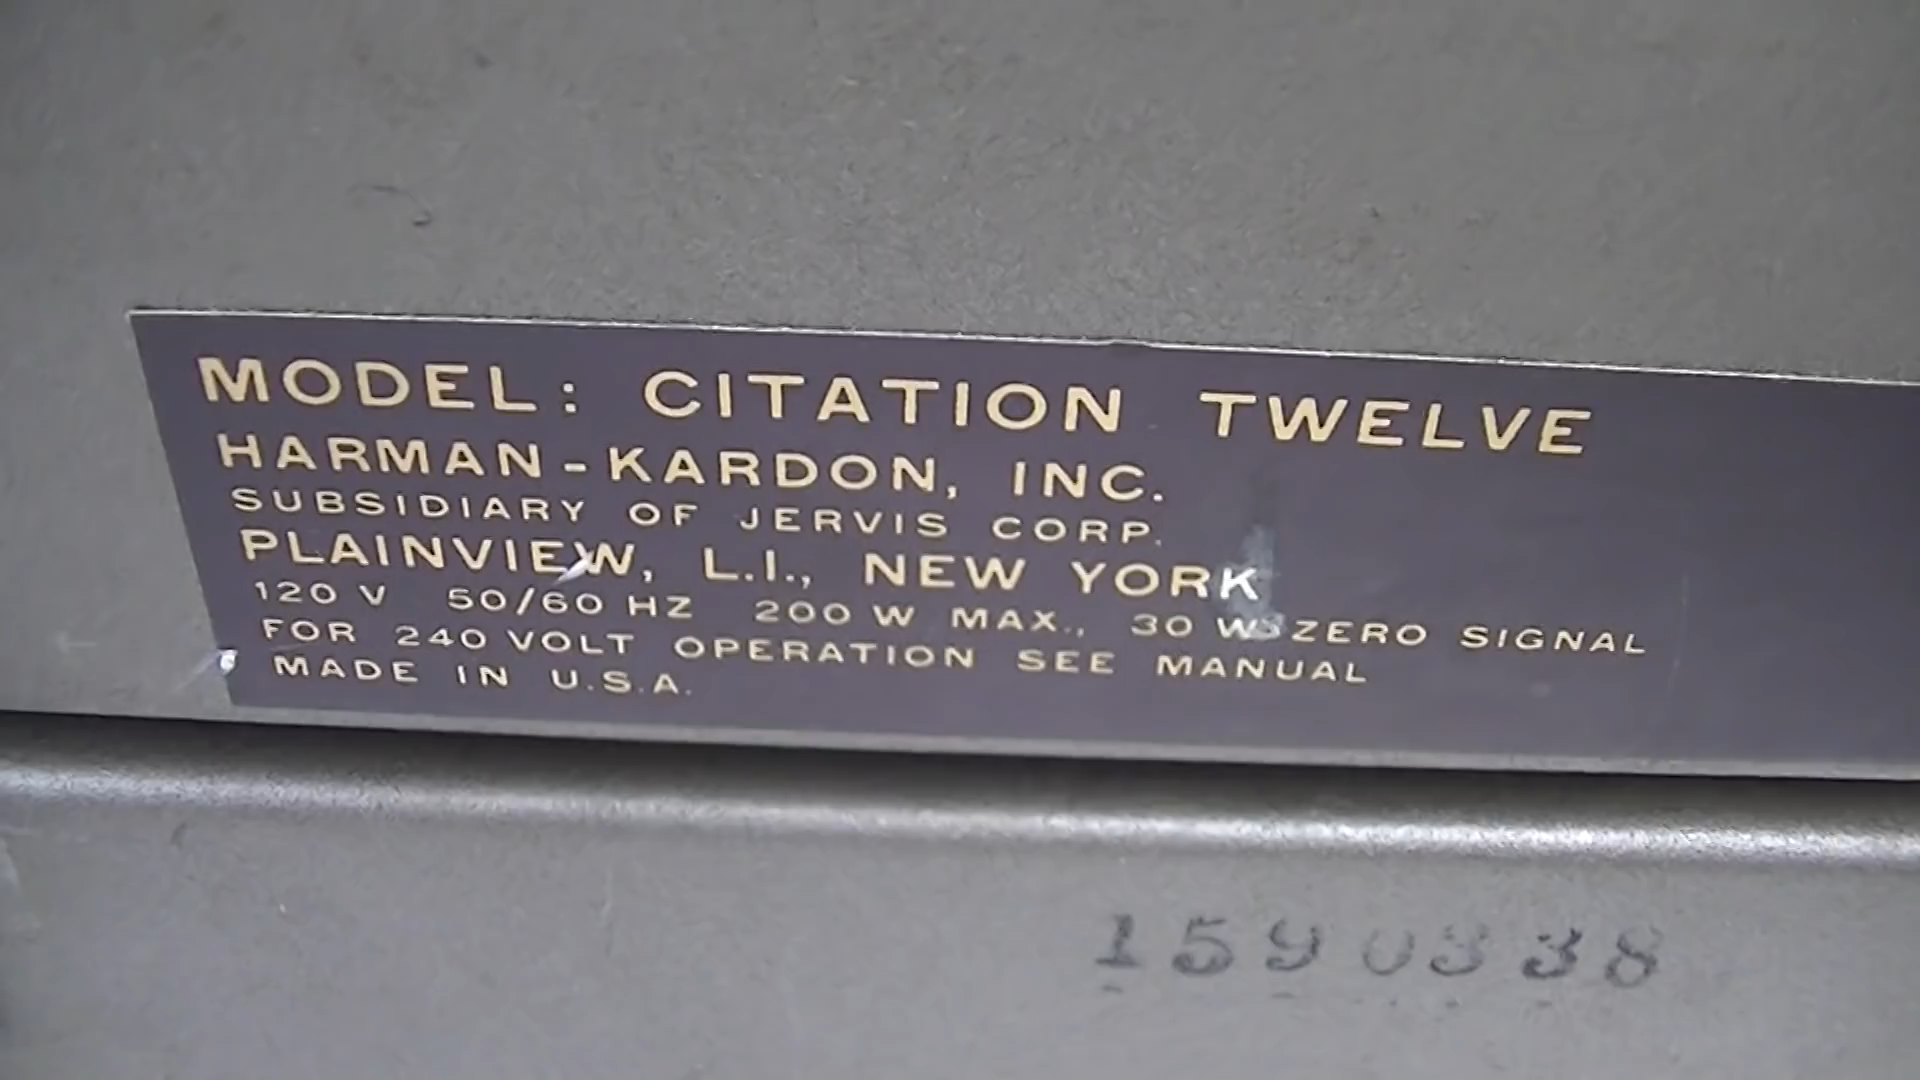 MODEL: CITATION TWELVE
HARMAN-KARDON, INC.
SUBSIDIARY OF JERVIS CORP.
PLAINVIEW, L.I., NEW YORK
120 V 50/60 HZ 200 W MAX., 30 W ZERO SIGNAL
FOR 240 VOLT OPERATION SEE MANUAL
MADE IN U.S.A.
1590338